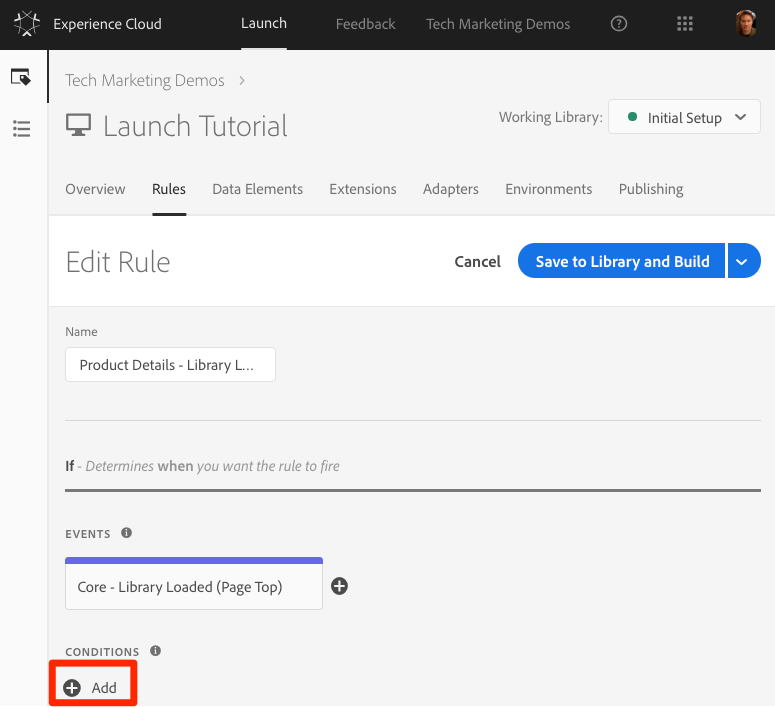 Experience Cloud Launch Feedback Tech Marketing Demos ?
Tech Marketing Demos >
Launch Tutorial
Working Library: Initial Setup
Overview Rules Data Elements Extensions Adapters Environments Publishing
Edit Rule
Cancel Save to Library and Build
Name
Product Details - Library L...
If - Determines when you want the rule to fire
EVENTS i
Core - Library Loaded (Page Top) +
CONDITIONS i
+ Add